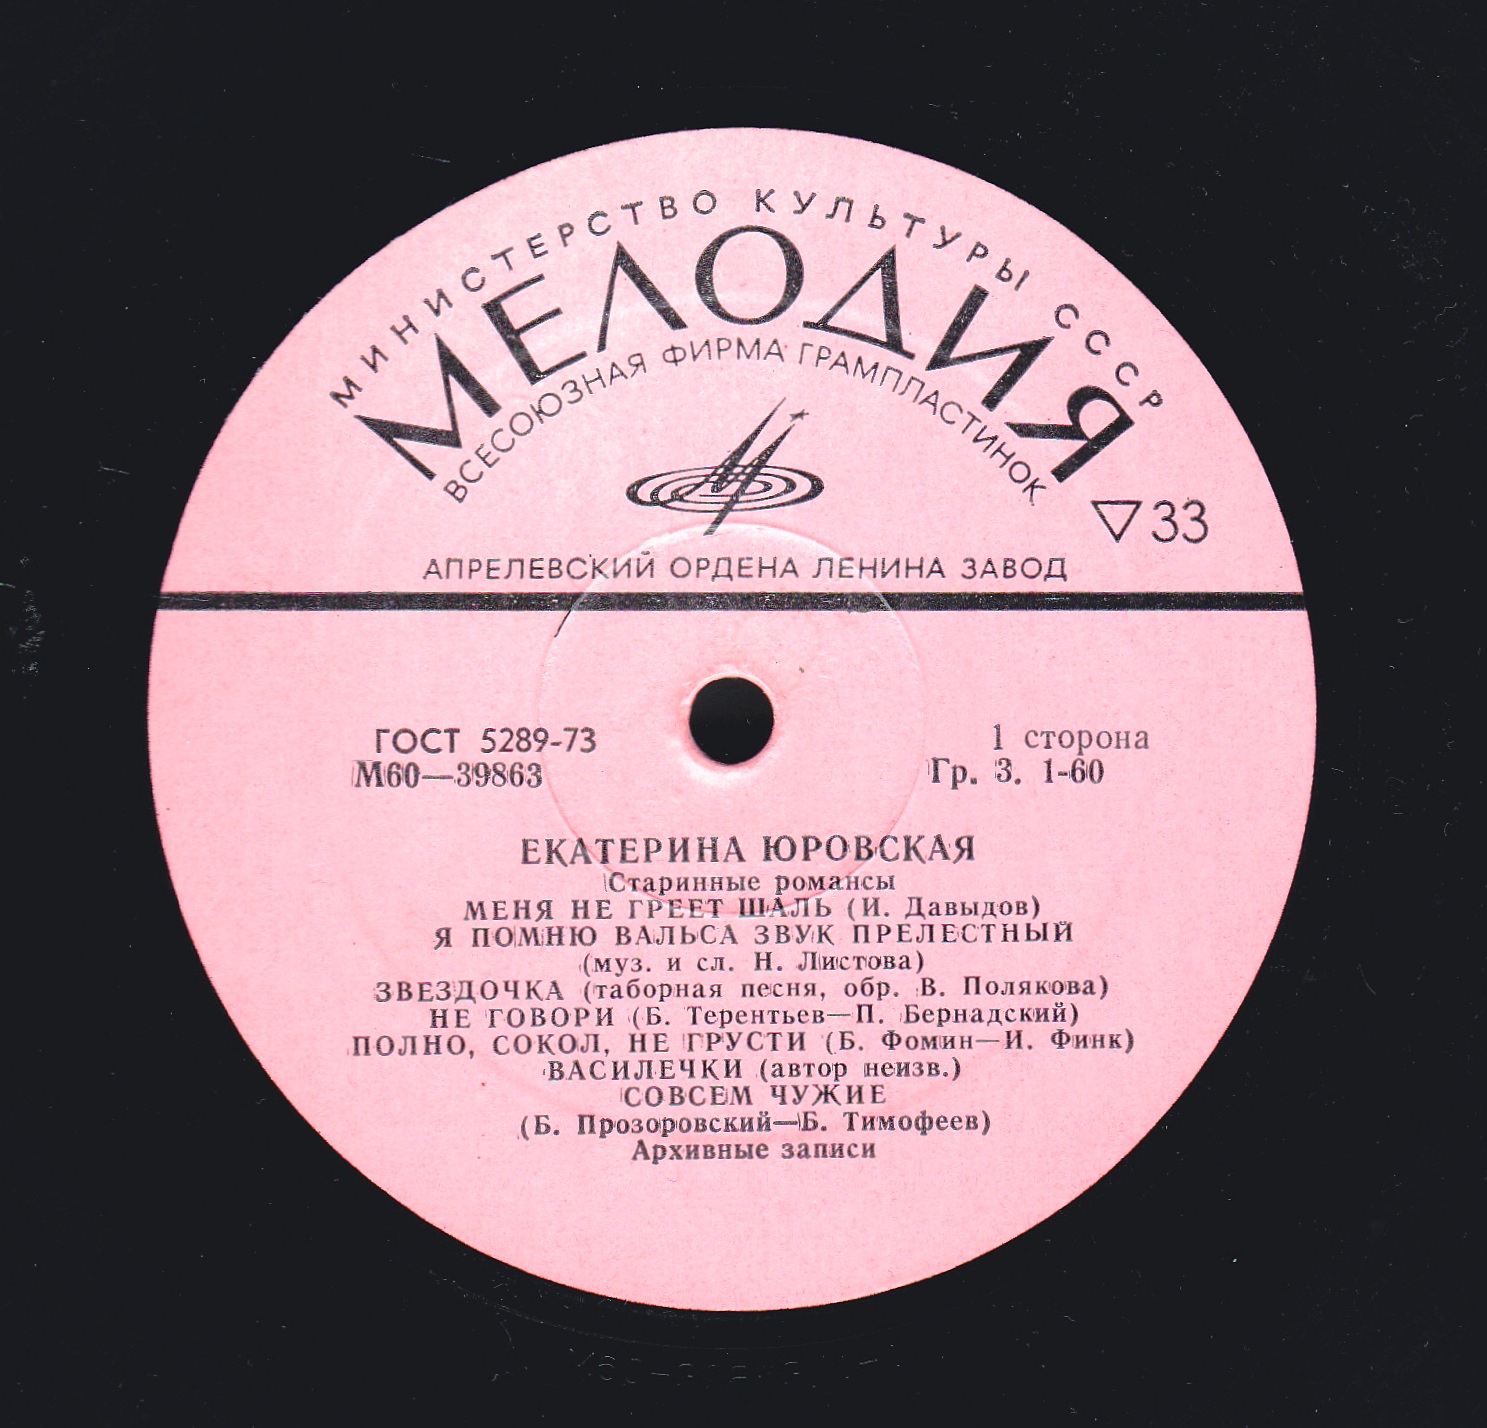 МИНИСТЕРСТВО КУЛЬТУРЫ СССР
МЕЛОДИЯ
ВСЕСОЮЗНАЯ ФИРМА ГРАМПЛАСТИНОК
▽33
АПРЕЛЕВСКИЙ ОРДЕНА ЛЕНИНА ЗАВОД
ГОСТ 5289-73
М60—39863
1 сторона
Гр. 3. 1-60
ЕКАТЕРИНА ЮРОВСКАЯ
Старинные романсы
МЕНЯ НЕ ГРЕЕТ ШАЛЬ (И. Давыдов)
Я ПОМНЮ ВАЛЬСА ЗВУК ПРЕЛЕСТНЫЙ
(муз. и сл. Н. Листова)
ЗВЕЗДОЧКА (таборная песня, обр. В. Полякова)
НЕ ГОВОРИ (Б. Терентьев—П. Бернадский)
ПОЛНО, СОКОЛ, НЕ ГРУСТИ (Б. Фомин—И. Финк)
ВАСИЛЕЧКИ (автор неизв.)
СОВСЕМ ЧУЖИЕ
(Б. Прозоровский—Б. Тимофеев)
Архивные записи